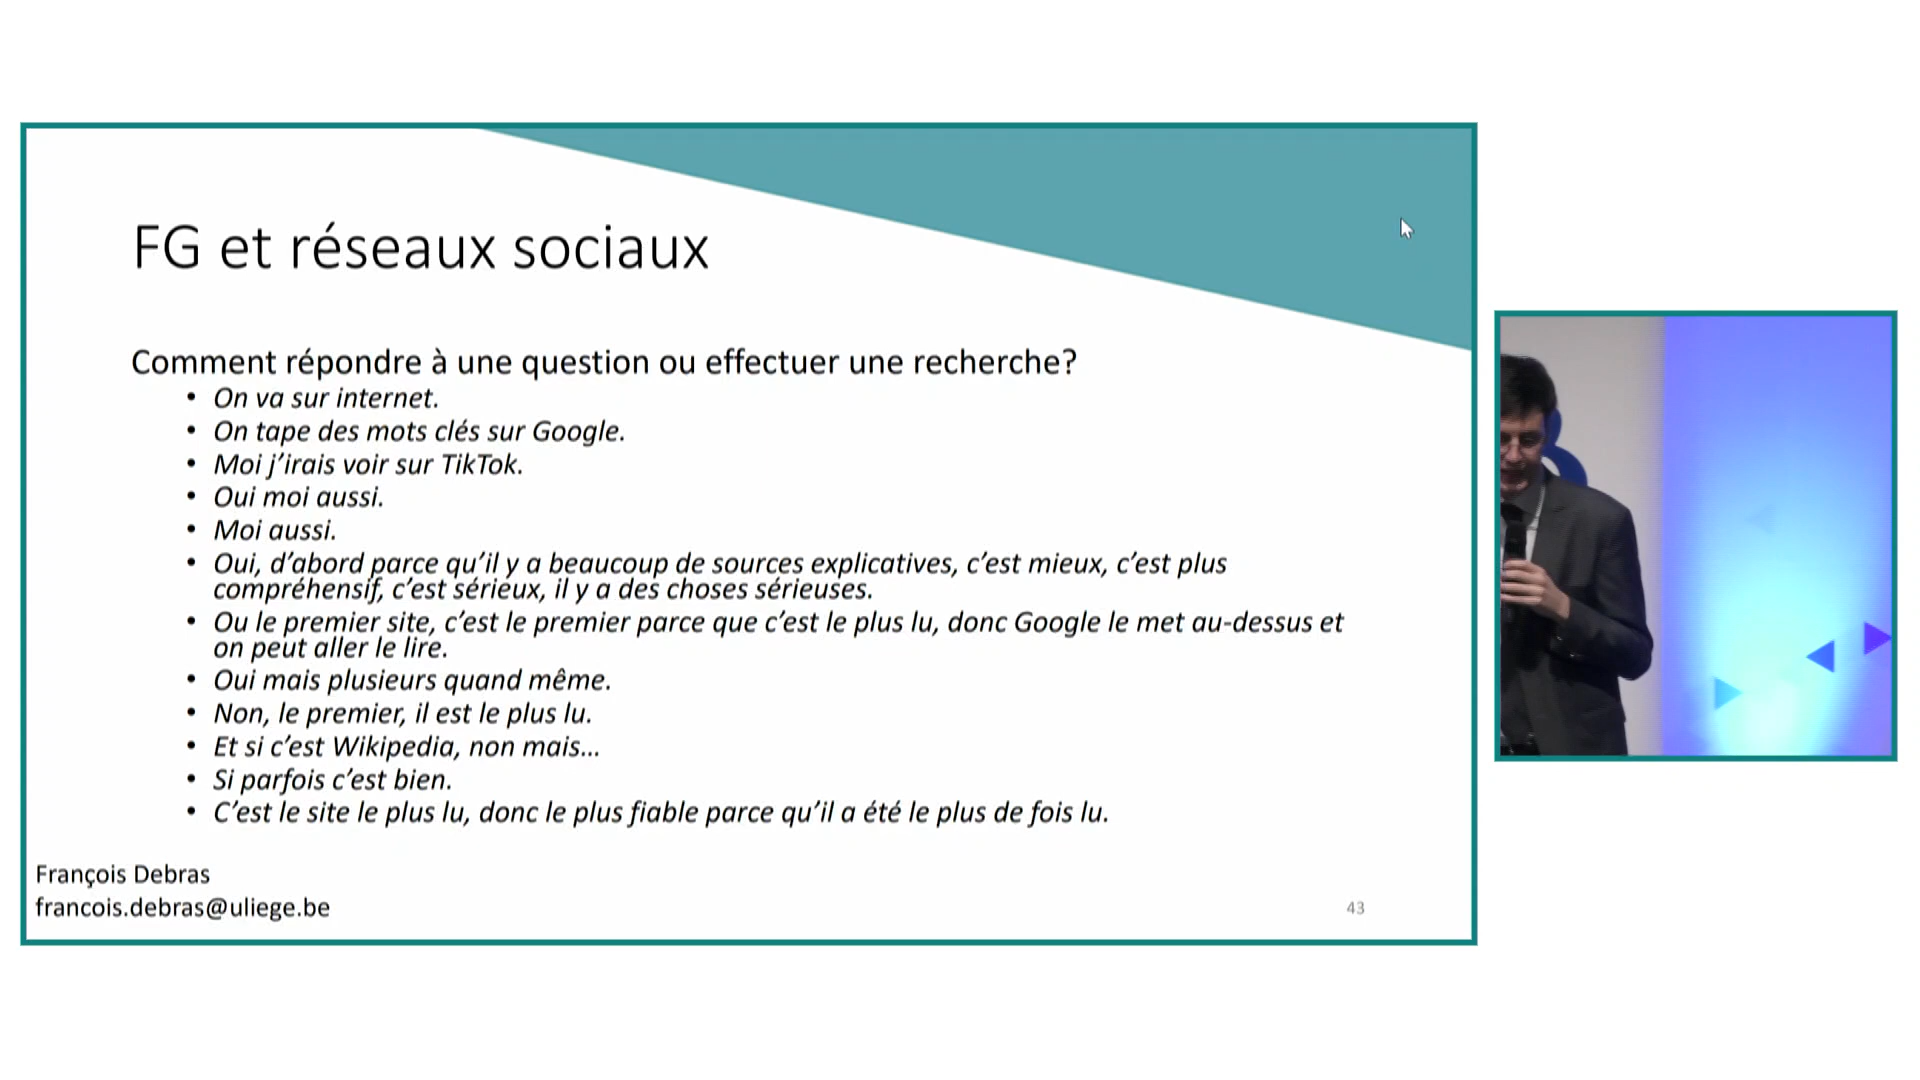 FG et réseaux sociaux
Comment répondre à une question ou effectuer une recherche?
• On va sur internet.
• On tape des mots clés sur Google.
• Moi j’irais voir sur TikTok.
• Oui moi aussi.
• Moi aussi.
• Oui, d’abord parce qu’il y a beaucoup de sources explicatives, c’est mieux, c’est plus
compréhensif, c’est sérieux, il y a des choses sérieuses.
• Ou le premier site, c’est le premier parce que c’est le plus lu, donc Google le met au-dessus et
on peut aller le lire.
• Oui mais plusieurs quand même.
• Non, le premier, il est le plus lu.
• Et si c’est Wikipedia, non mais…
• Si parfois c’est bien.
• C’est le site le plus lu, donc le plus fiable parce qu’il a été le plus de fois lu.
François Debras
francois.debras@uliege.be
43